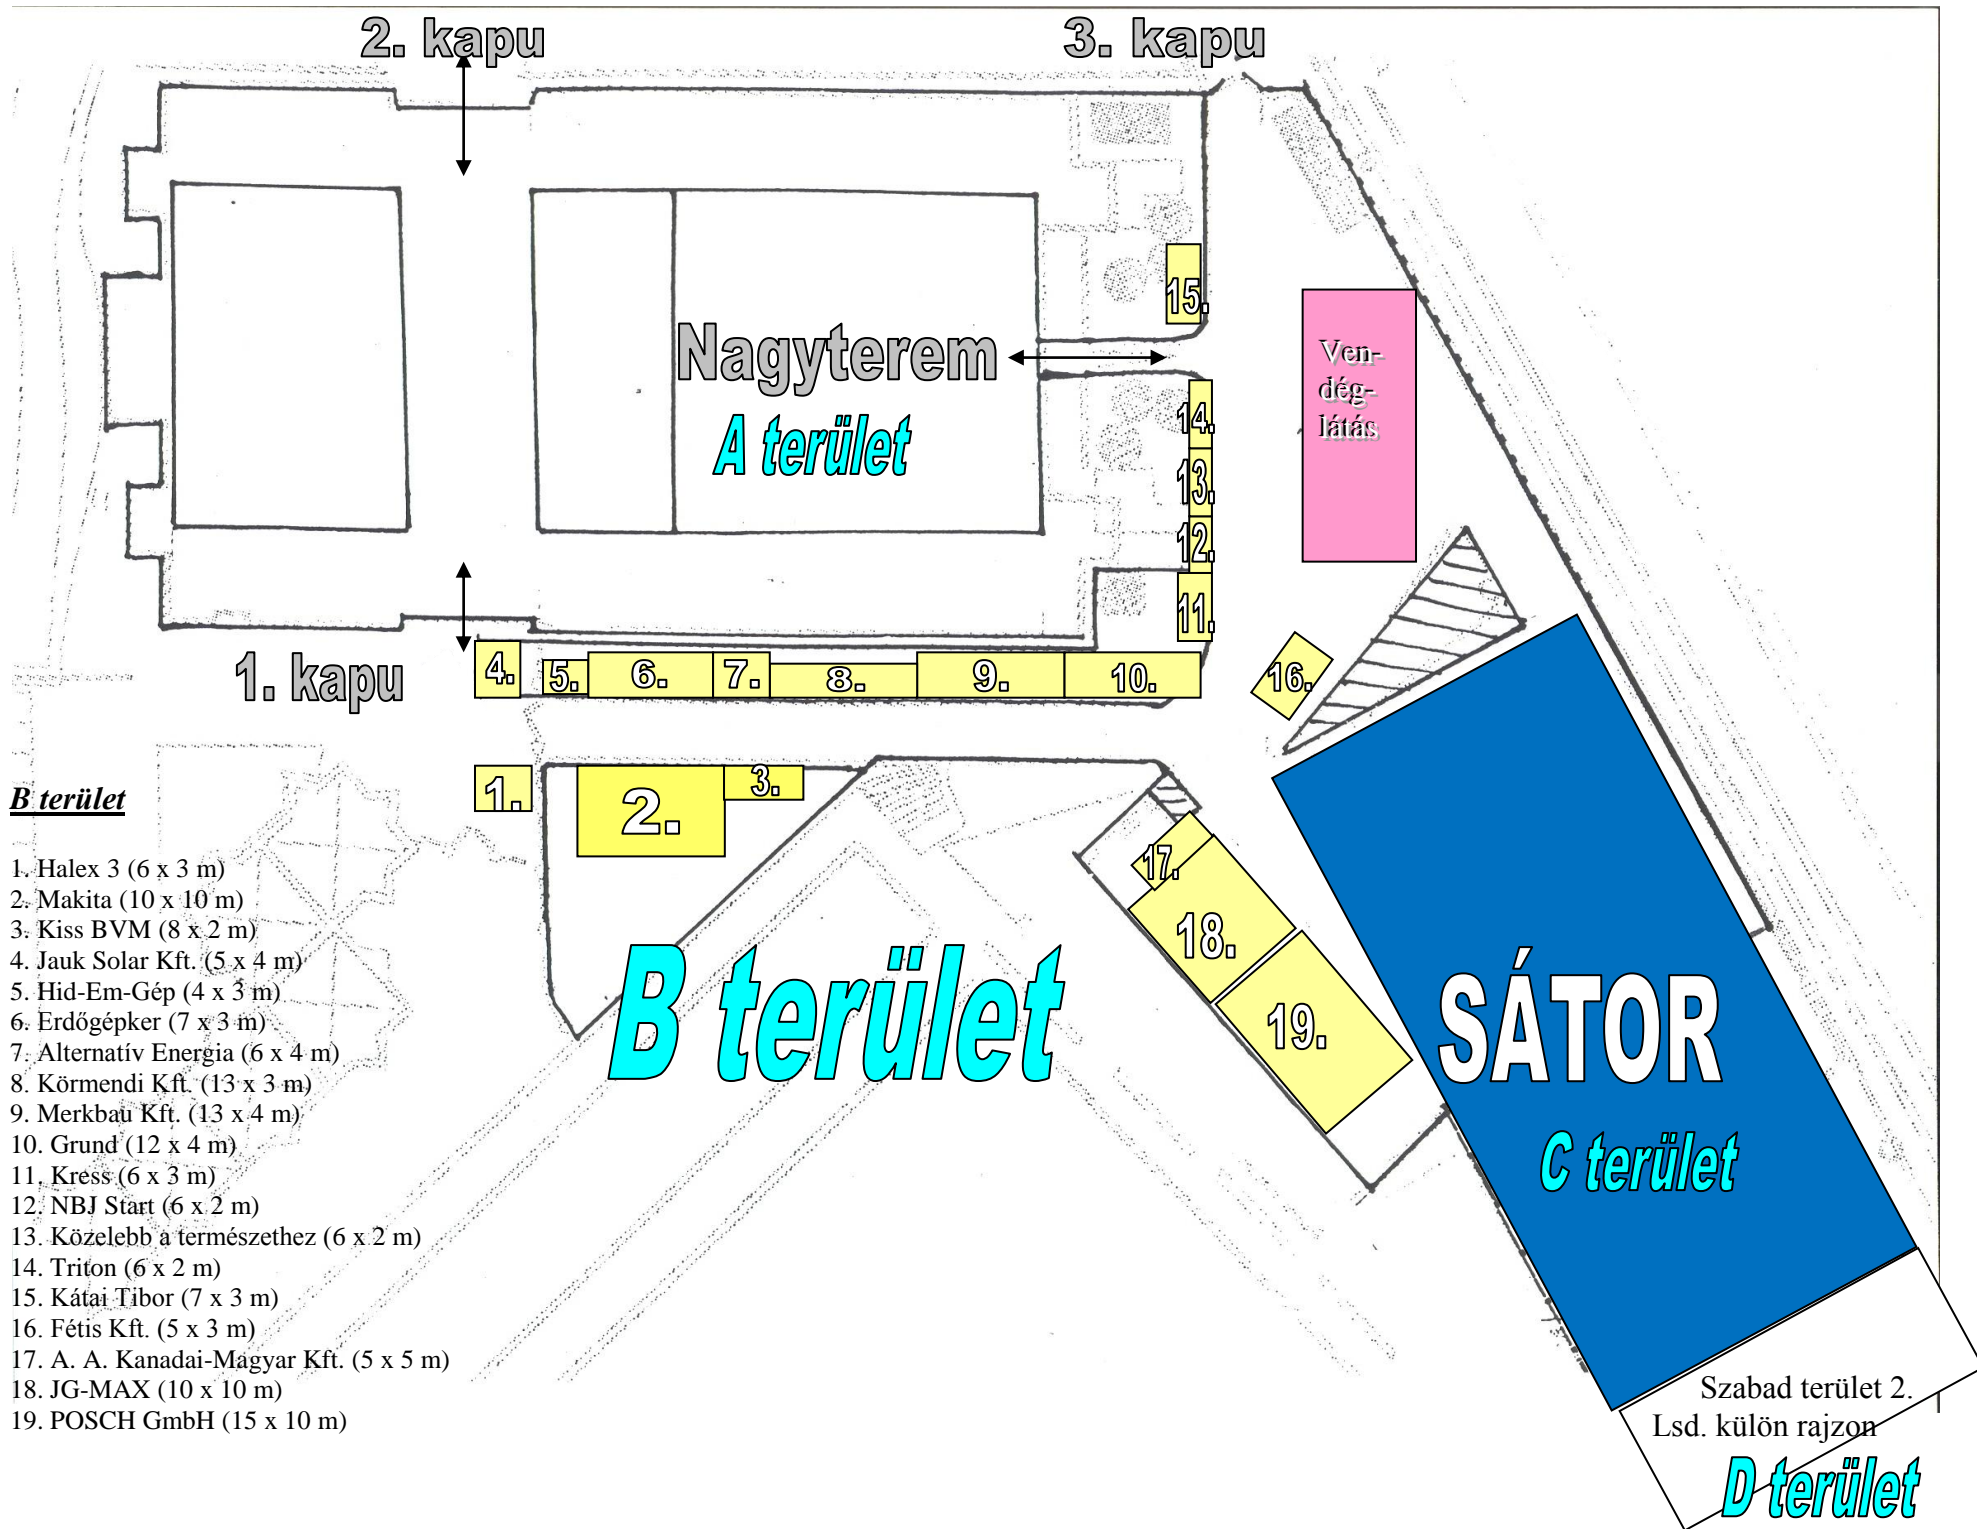 2. kapu
3. kapu
15.
Nagyterem
Ven-
dég-
látás
A terület
14.
13.
12.
11.
1. kapu
4.
5.
6.
7.
8.
9.
10.
16.
1.
2.
3.
17.
18.
19.
B terület
1. Halex 3 (6 x 3 m)
2. Makita (10 x 10 m)
3. Kiss BVM (8 x 2 m)
4. Jauk Solar Kft. (5 x 4 m)
5. Hid-Em-Gép (4 x 3 m)
6. Erdőgépker (7 x 3 m)
7. Alternatív Energia (6 x 4 m)
8. Körmendi Kft. (13 x 3 m)
9. Merkbau Kft. (13 x 4 m)
10. Grund (12 x 4 m)
11. Kress (6 x 3 m)
12. NBJ Start (6 x 2 m)
13. Közelebb a természethez (6 x 2 m)
14. Triton (6 x 2 m)
15. Kátai Tibor (7 x 3 m)
16. Fétis Kft. (5 x 3 m)
17. A. A. Kanadai-Magyar Kft. (5 x 5 m)
18. JG-MAX (10 x 10 m)
19. POSCH GmbH (15 x 10 m)
B terület
SÁTOR
C terület
Szabad terület 2.
Lsd. külön rajzon
D terület